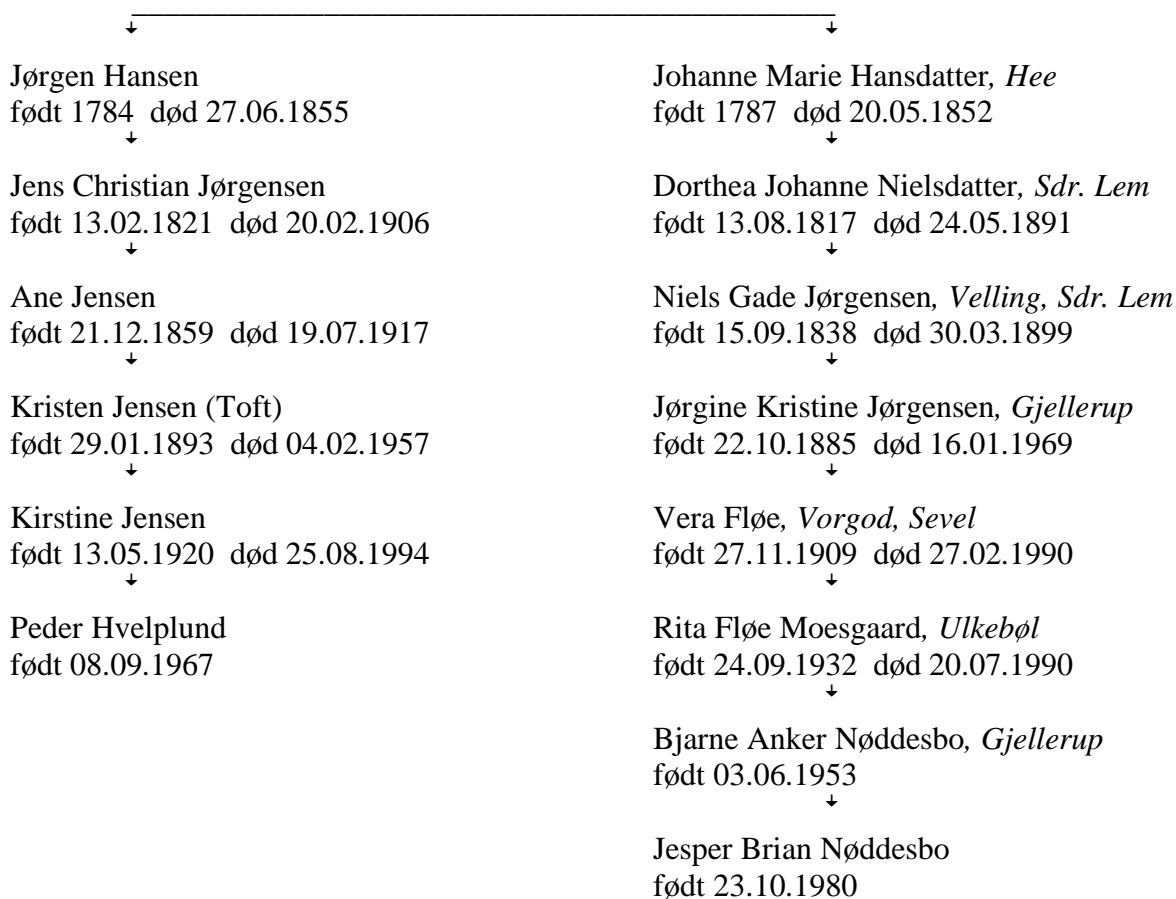 Jørgen Hansen
født 1784 død 27.06.1855
Jens Christian Jørgensen
født 13.02.1821 død 20.02.1906
Ane Jensen
født 21.12.1859 død 19.07.1917
Kristen Jensen (Toft)
født 29.01.1893 død 04.02.1957
Kirstine Jensen
født 13.05.1920 død 25.08.1994
Peder Hvelplund
født 08.09.1967
Johanne Marie Hansdatter, Hee
født 1787 død 20.05.1852
Dorthea Johanne Nielsdatter, Sdr. Lem
født 13.08.1817 død 24.05.1891
Niels Gade Jørgensen, Velling, Sdr. Lem
født 15.09.1838 død 30.03.1899
Jørgine Kristine Jørgensen, Gjellerup
født 22.10.1885 død 16.01.1969
Vera Fløe, Vorgod, Sevel
født 27.11.1909 død 27.02.1990
Rita Fløe Moesgaard, Ulkebøl
født 24.09.1932 død 20.07.1990
Bjarne Anker Nøddesbo, Gjellerup
født 03.06.1953
Jesper Brian Nøddesbo
født 23.10.1980